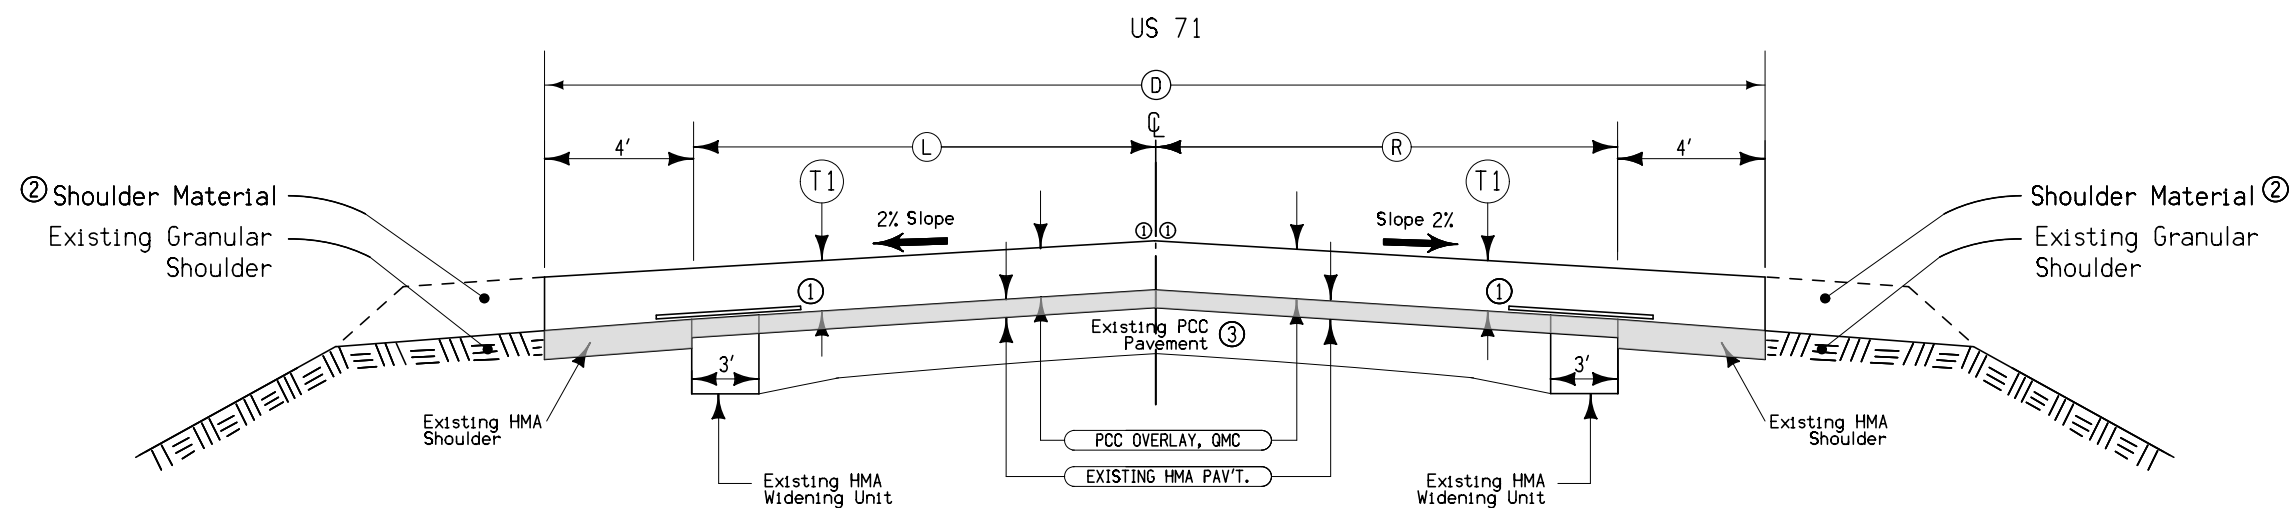 US 71
D
℄
4'
L
R
4'
T1
T1
② Shoulder Material
Shoulder Material ②
2% Slope
Slope 2%
① ①
Existing Granular
Shoulder
Existing Granular
Shoulder
①
①
Existing PCC
Pavement ③
3'
3'
Existing HMA
Shoulder
Existing HMA
Shoulder
PCC OVERLAY, QMC
EXISTING HMA PAV'T.
Existing HMA
Widening Unit
Existing HMA
Widening Unit